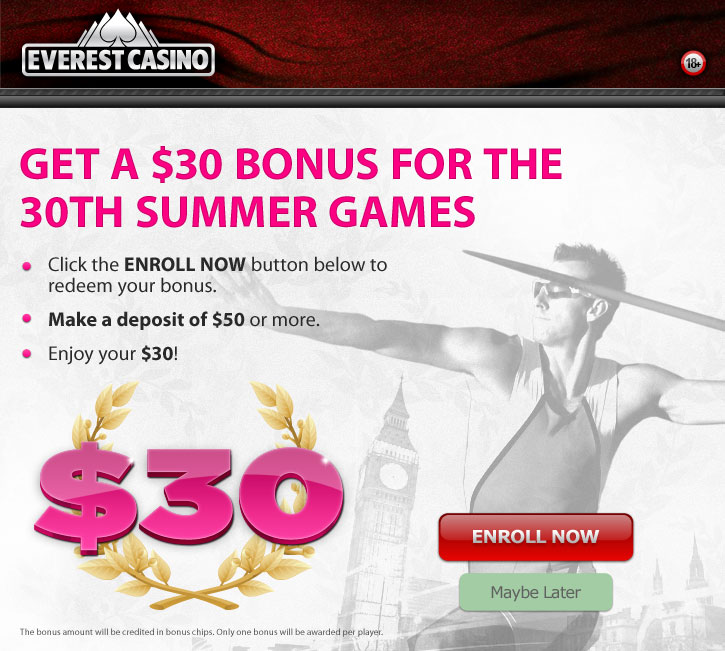 EVEREST CASINO
18+
GET A $30 BONUS FOR THE
30TH SUMMER GAMES
Click the ENROLL NOW button below to
redeem your bonus.
Make a deposit of $50 or more.
Enjoy your $30!
$30
ENROLL NOW
Maybe Later
The bonus amount will be credited in bonus chips. Only one bonus will be awarded per player.